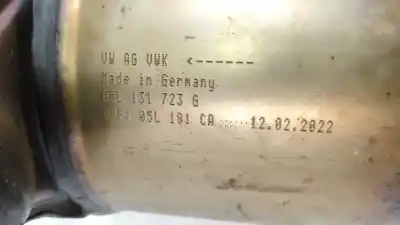 VW AG VWK <------
Made in Germany
05L 131 723 G
05L 181 CA 12.02.2022